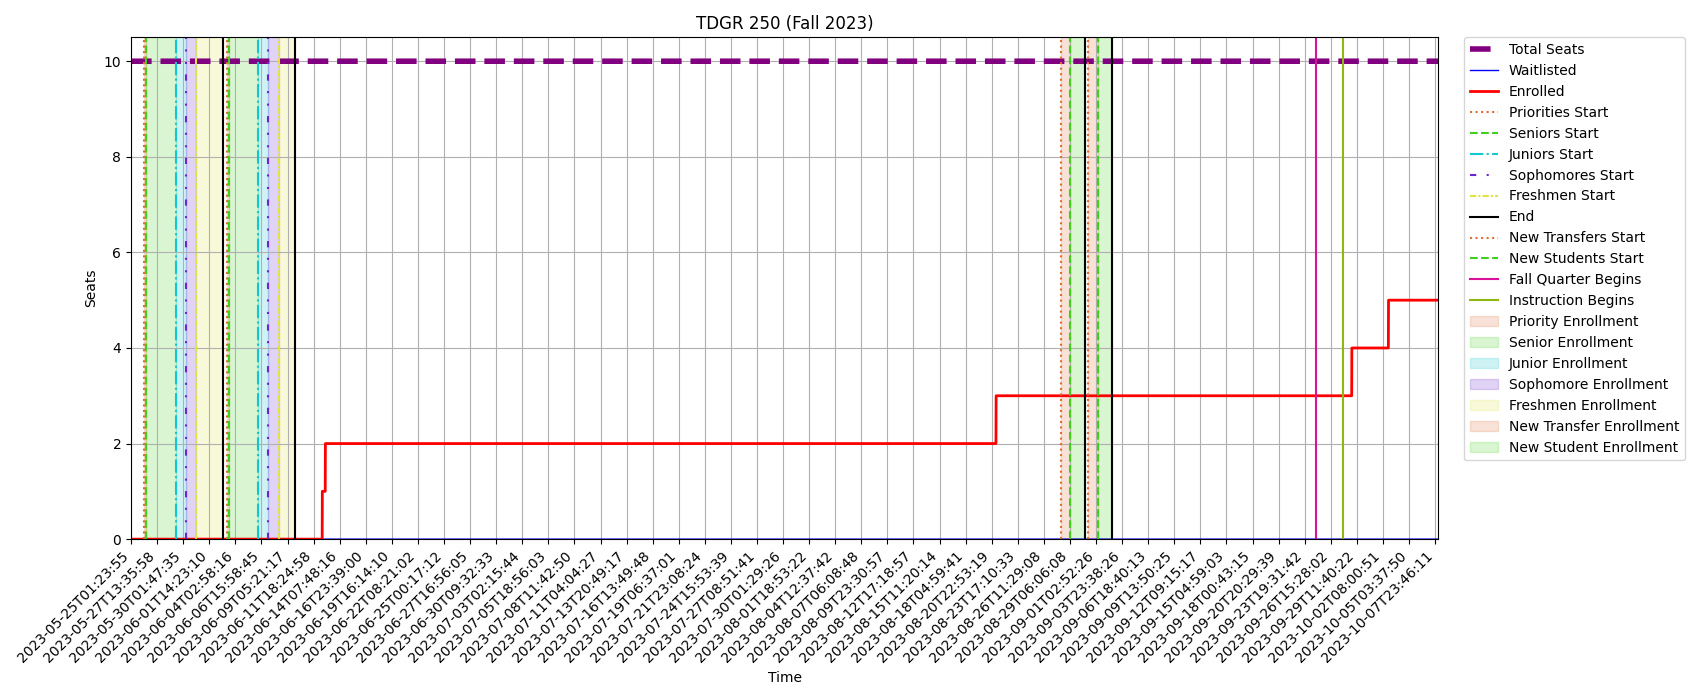 TDGR 250 (Fall 2023)
10
8
6
4
2
0
Seats
2023-05-25T01:23:55
2023-05-27T13:35:58
2023-05-30T01:47:35
2023-06-01T14:23:10
2023-06-04T02:58:16
2023-06-06T15:58:45
2023-06-09T05:21:17
2023-06-11T18:24:58
2023-06-14T07:48:16
2023-06-16T23:39:00
2023-06-19T16:14:10
2023-06-22T08:21:02
2023-06-25T00:17:12
2023-06-27T16:56:05
2023-06-30T09:32:33
2023-07-03T02:15:44
2023-07-05T18:56:03
2023-07-08T11:42:50
2023-07-11T04:04:27
2023-07-13T20:49:17
2023-07-16T13:49:48
2023-07-19T06:37:01
2023-07-21T23:08:24
2023-07-24T15:53:39
2023-07-27T08:51:41
2023-07-30T01:29:26
2023-08-01T18:53:22
2023-08-04T12:37:42
2023-08-07T06:08:48
2023-08-09T23:30:57
2023-08-12T17:18:57
2023-08-15T11:20:14
2023-08-18T04:59:41
2023-08-20T22:53:19
2023-08-23T17:10:33
2023-08-26T11:29:08
2023-08-29T06:06:08
2023-09-01T02:52:26
2023-09-03T23:38:26
2023-09-06T18:40:13
2023-09-09T13:50:25
2023-09-12T09:15:17
2023-09-15T04:59:03
2023-09-18T00:43:15
2023-09-20T20:29:39
2023-09-23T19:31:42
2023-09-26T15:28:02
2023-09-29T11:40:22
2023-10-02T08:00:51
2023-10-05T03:37:50
2023-10-07T23:46:11
Time
Total Seats
Waitlisted
Enrolled
Priorities Start
Seniors Start
Juniors Start
Sophomores Start
Freshmen Start
End
New Transfers Start
New Students Start
Fall Quarter Begins
Instruction Begins
Priority Enrollment
Senior Enrollment
Junior Enrollment
Sophomore Enrollment
Freshmen Enrollment
New Transfer Enrollment
New Student Enrollment